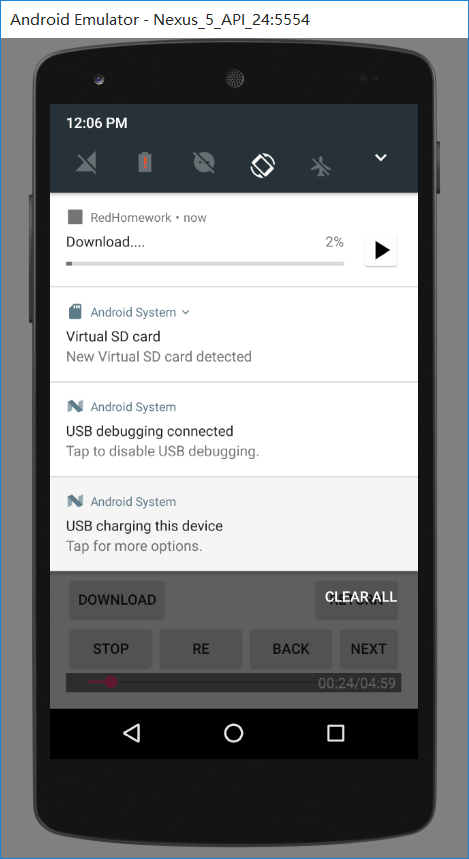 Android Emulator - Nexus_5_API_24:5554
12:06 PM
RedHomework • now
Download.... 2%
Android System
Virtual SD card
New Virtual SD card detected
Android System
USB debugging connected
Tap to disable USB debugging.
Android System
USB charging this device
Tap for more options.
DOWNLOAD RETURN CLEAR ALL
STOP RE BACK NEXT
00:24/04:59